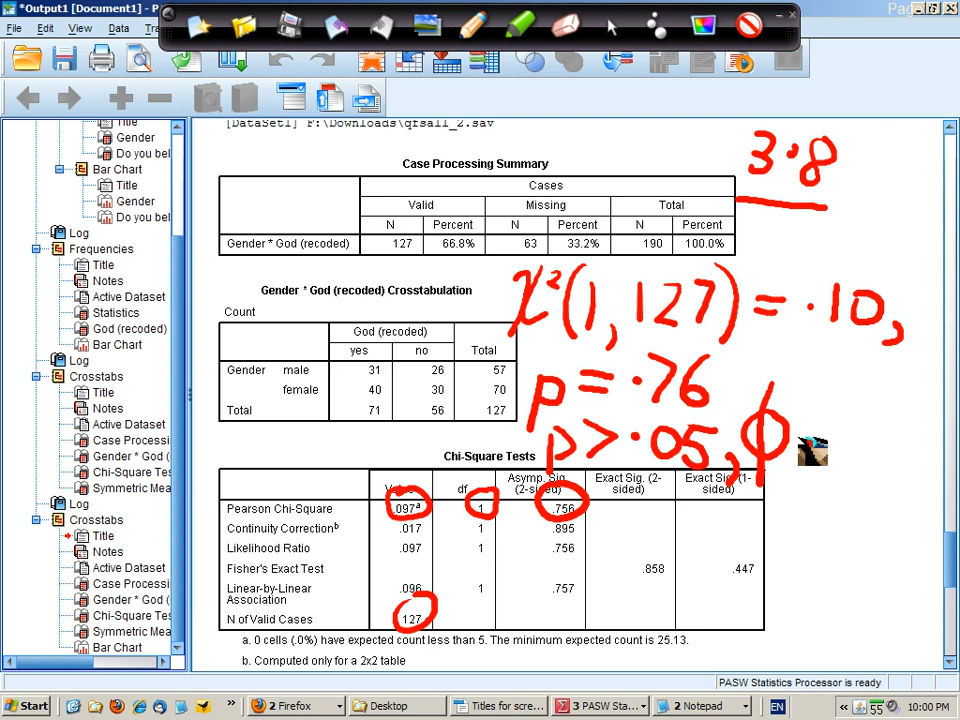 *Output1 [Document1] - P
Pag
File Edit View Data
[DataSet1] F:\Downloads\qfsall_2.sav
Title
Gender
Do you bel
Bar Chart
Title
Gender
Do you bel
Log
Frequencies
Title
Notes
Active Dataset
Statistics
God (recoded)
Bar Chart
Log
Crosstabs
Title
Notes
Active Dataset
Case Processi
Gender * God (
Chi-Square Tes
Symmetric Mea
Log
Crosstabs
Title
Notes
Active Dataset
Case Processi
Gender * God (
Chi-Square Tes
Symmetric Mea
Bar Chart
Case Processing Summary
Cases
Valid Missing Total
N Percent N Percent N Percent
Gender * God (recoded) 127 66.8% 63 33.2% 190 100.0%
3·8
Gender * God (recoded) Crosstabulation
Count
God (recoded)
yes no Total
Gender male 31 26 57
female 40 30 70
Total 71 56 127
χ²(1, 127) = ·10,
p = ·76
p > ·05, ϕ
Chi-Square Tests
Value df Asymp. Sig. (2-sided) Exact Sig. (2-sided) Exact Sig. (1-sided)
Pearson Chi-Square .097a 1 .756
Continuity Correctionb .017 1 .895
Likelihood Ratio .097 1 .756
Fisher's Exact Test .858 .447
Linear-by-Linear Association .096 1 .757
N of Valid Cases 127
a. 0 cells (.0%) have expected count less than 5. The minimum expected count is 25.13.
b. Computed only for a 2x2 table
PASW Statistics Processor is ready
Start » 2 Firefox Desktop Titles for scre... 3 PASW Sta... 2 Notepad EN « 55 10:00 PM